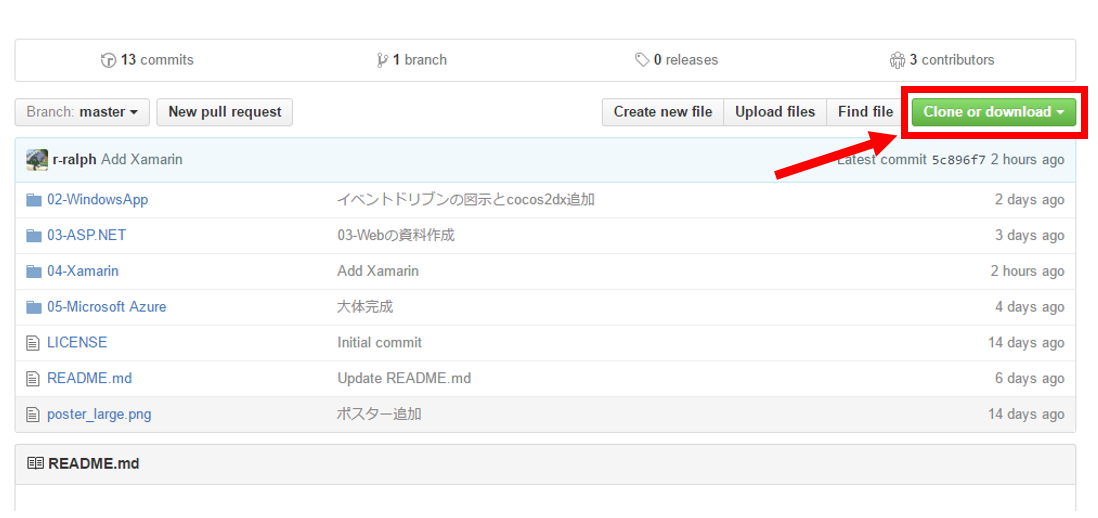 13 commits 1 branch 0 releases 3 contributors
Branch: master New pull request Create new file Upload files Find file Clone or download
r-ralph Add Xamarin Latest commit 5c896f7 2 hours ago
02-WindowsApp イベントドリブンの図示とcocos2dx追加 2 days ago
03-ASP.NET 03-Webの資料作成 3 days ago
04-Xamarin Add Xamarin 2 hours ago
05-Microsoft Azure 大体完成 4 days ago
LICENSE Initial commit 14 days ago
README.md Update README.md 6 days ago
poster_large.png ポスター追加 14 days ago
README.md